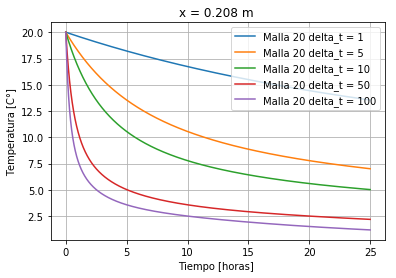 x = 0.208 m
Temperatura [C°]
20.0
17.5
15.0
12.5
10.0
7.5
5.0
2.5
Malla 20 delta_t = 1
Malla 20 delta_t = 5
Malla 20 delta_t = 10
Malla 20 delta_t = 50
Malla 20 delta_t = 100
0
5
10
15
20
25
Tiempo [horas]